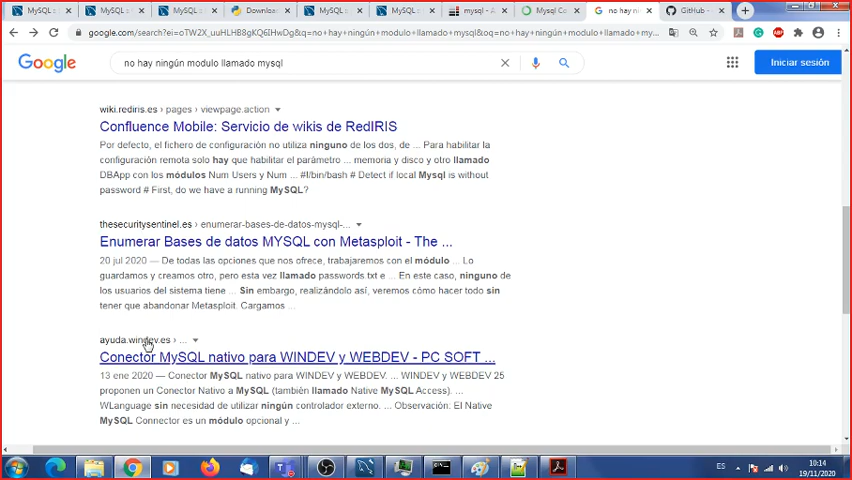 MySQL
MySQL :
MySQL :
Download
MySQL
MySQL
mysql - A
Mysql Co
no hay nin
GitHub -
google.com/search?ei=
no+hay+ningún+modulo+llamado+my...
Google
no hay ningún modulo llamado mysql
Iniciar sesión
wiki.rediris.es › pages › viewpage.action
Confluence Mobile: Servicio de wikis de RedIRIS
Por defecto, el fichero de configuración no utiliza ninguno de los dos, de ... Para habilitar la
configuración remota solo hay que habilitar el parámetro ... memoria y disco y otro llamado
DBApp con los módulos Num Users y Num ... #!/bin/bash # Detect if local Mysql is without
password # First, do we have a running MySQL?
thesecuritysentinel.es › enumerar-bases-de-datos-mysql-...
Enumerar Bases de datos MYSQL con Metasploit - The ...
20 jul 2020 — De todas las opciones que nos ofrece, trabajaremos con el módulo ... Lo
guardamos y creamos otro, pero esta vez llamado passwords.txt e ... En este caso, ninguno de
los usuarios del sistema tiene ... Sin embargo, realizándolo así, veremos cómo hacer todo sin
tener que abandonar Metasploit. Cargamos ...
ayuda.windev.es › ...
Conector MySQL nativo para WINDEV y WEBDEV - PC SOFT ...
13 ene 2020 — Conector MySQL nativo para WINDEV y WEBDEV. ... WINDEV y WEBDEV 25
proponen un Conector Nativo a MySQL (también llamado Native MySQL Access). ...
WLanguage sin necesidad de utilizar ningún controlador externo. ... Observación: El Native
MySQL Connector es un módulo opcional y ...
ES
10:14
19/11/2020